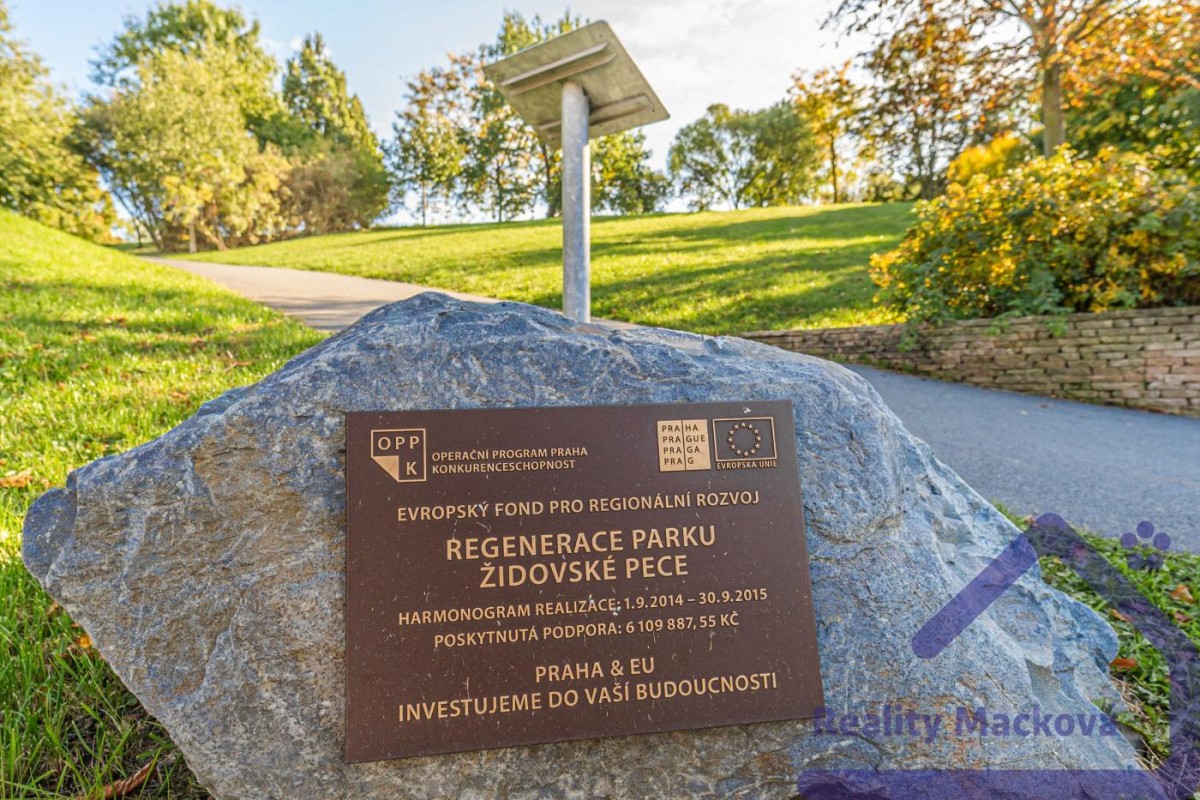 OPP
K
OPERAČNÍ PROGRAM PRAHA
KONKURENCESCHOPNOST
PRA HA
PRA GUE
PRA GA
PRA G
EVROPSKÁ UNIE
EVROPSKÝ FOND PRO REGIONÁLNÍ ROZVOJ
REGENERACE PARKU
ŽIDOVSKÉ PECE
HARMONOGRAM REALIZACE: 1.9.2014 – 30.9.2015
POSKYTNUTÁ PODPORA: 6 109 887, 55 KČ
PRAHA & EU
INVESTUJEME DO VAŠÍ BUDOUCNOSTI
Reality Macková